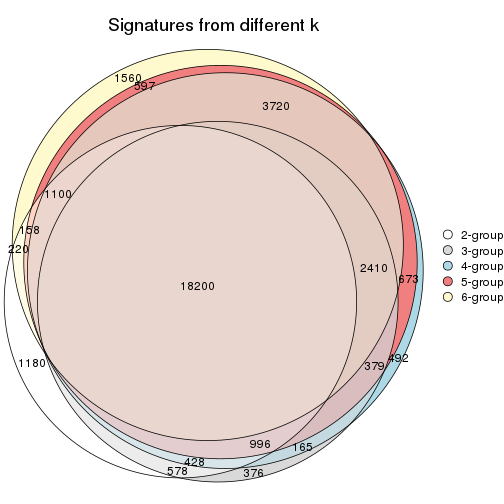 Signatures from different k
1560
597
3720
1100
158
220
2410
673
18200
1180
379
492
996
165
428
578
376
2-group
3-group
4-group
5-group
6-group